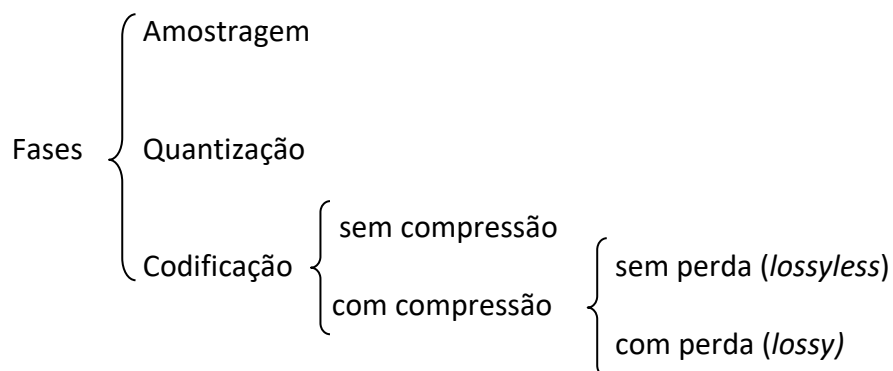 Amostragem
Fases
Quantização
Codificação
sem compressão
com compressão
sem perda (lossyless)
com perda (lossy)